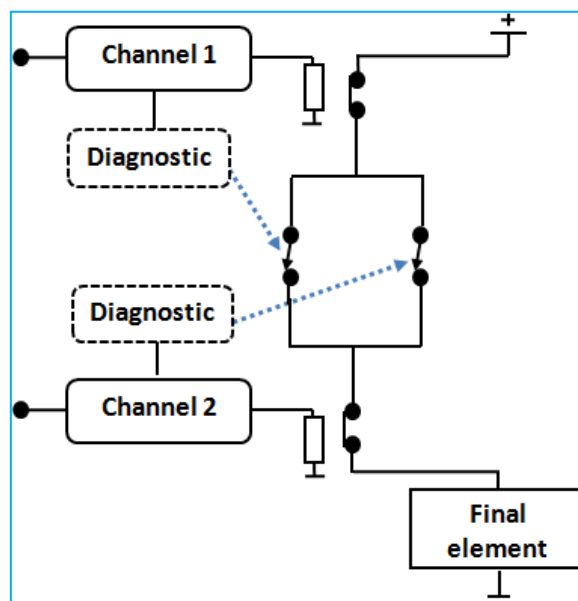 +
Channel 1
Diagnostic
Diagnostic
Channel 2
Final
element